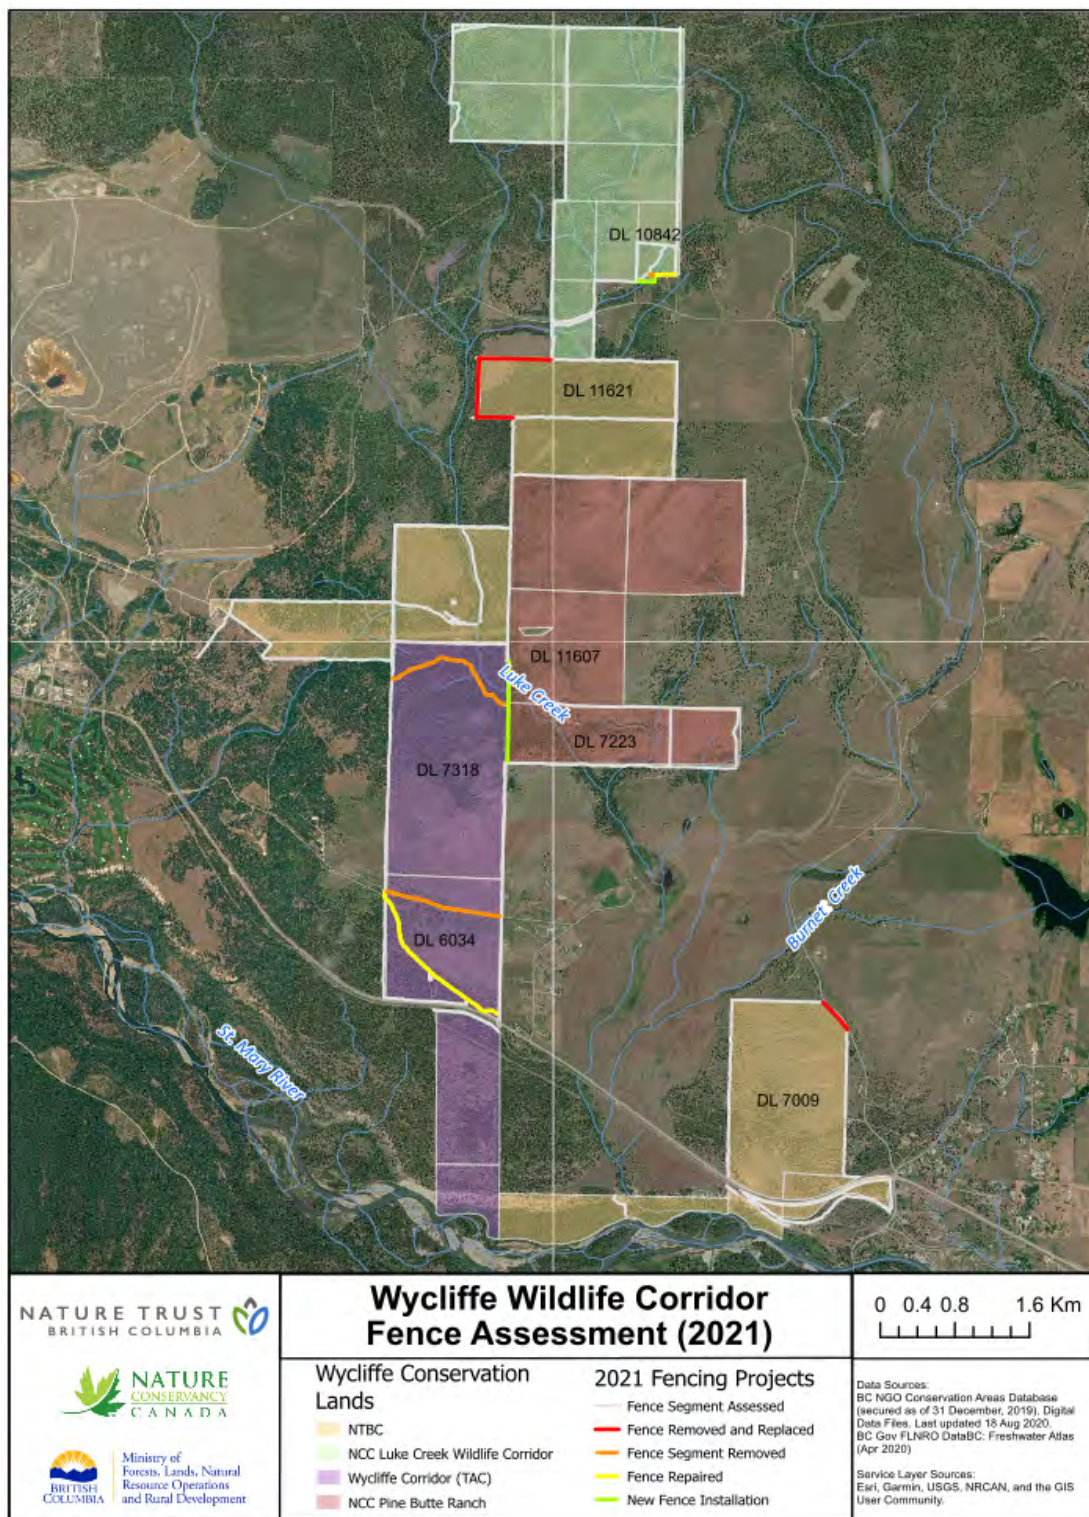 DL 10842
DL 11621
DL 11607
Luke Creek
DL 7223
DL 7318
Burnet Creek
DL 6034
St. Mary River
DL 7009
NATURE TRUST
BRITISH COLUMBIA
NATURE
CONSERVANCY
CANADA
BRITISH
COLUMBIA
Ministry of
Forests, Lands, Natural
Resource Operations
and Rural Development
Wycliffe Wildlife Corridor
Fence Assessment (2021)
Wycliffe Conservation
Lands
NTBC
NCC Luke Creek Wildlife Corridor
Wycliffe Corridor (TAC)
NCC Pine Butte Ranch
2021 Fencing Projects
Fence Segment Assessed
Fence Removed and Replaced
Fence Segment Removed
Fence Repaired
New Fence Installation
0 0.4 0.8 1.6 Km
Data Sources:
BC NGO Conservation Areas Database
(secured as of 31 December, 2019), Digital
Data Files. Last updated 18 Aug 2020.
BC Gov FLNRO DataBC: Freshwater Atlas
(Apr 2020)
Service Layer Sources:
Esri, Garmin, USGS, NRCAN, and the GIS
User Community.